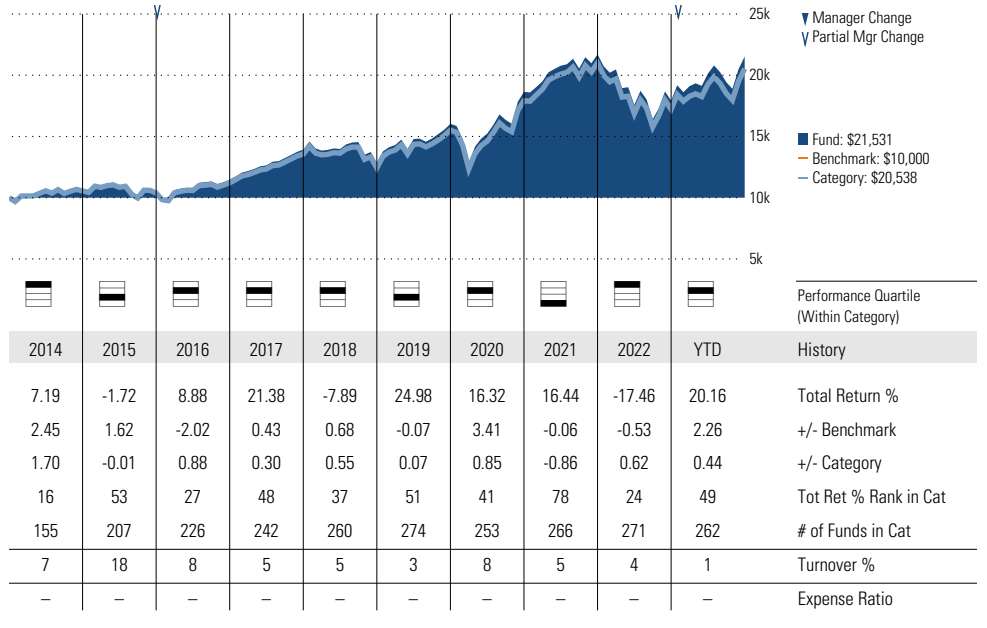 25k
20k
15k
10k
5k
Manager Change
Partial Mgr Change
Fund: $21,531
Benchmark: $10,000
Category: $20,538
Performance Quartile
(Within Category)
2014 2015 2016 2017 2018 2019 2020 2021 2022 YTD History
7.19 -1.72 8.88 21.38 -7.89 24.98 16.32 16.44 -17.46 20.16 Total Return %
2.45 1.62 -2.02 0.43 0.68 -0.07 3.41 -0.06 -0.53 2.26 +/- Benchmark
1.70 -0.01 0.88 0.30 0.55 0.07 0.85 -0.86 0.62 0.44 +/- Category
16 53 27 48 37 51 41 78 24 49 Tot Ret % Rank in Cat
155 207 226 242 260 274 253 266 271 262 # of Funds in Cat
7 18 8 5 5 3 8 5 4 1 Turnover %
– – – – – – – – – – Expense Ratio